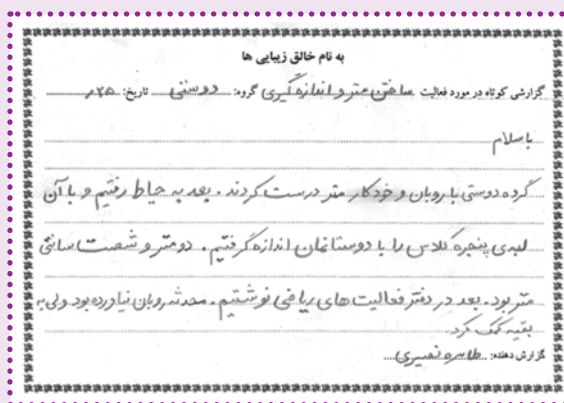 به نام خالق زیبایی ها
گزارشی کوتاه در مورد فعالیت ساختن متر و اندازه گیری گروه: دوستی تاریخ:
با سلام
گروه دوستی با روبان و خودکار متر درست کردند. بعد به حیاط رفتیم و با آن
لبه‌ی پنجره کلاس را با دوستانمان اندازه گرفتیم. دو متر و شصت سانتی
متر بود. بعد در دفتر فعالیت های ریاضی نوشتیم. محدثه روبان نیاورده بود ولی به
بقیه کمک کرد.
گزارش دهنده: طاهره نصیری